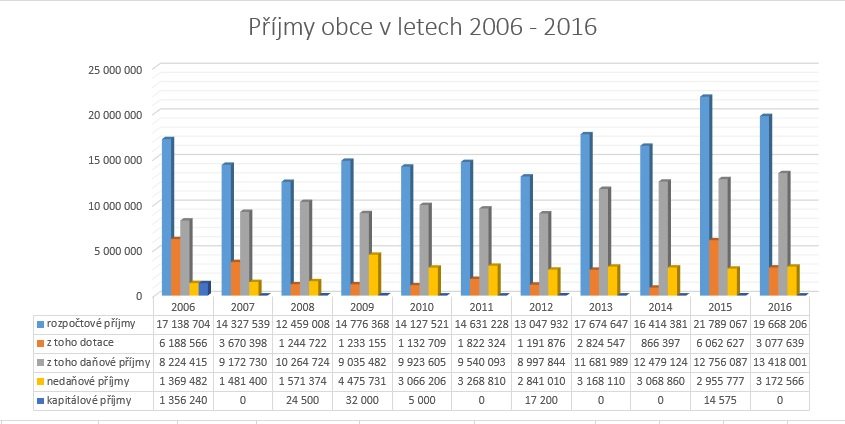 Příjmy obce v letech 2006 - 2016
25 000 000
20 000 000
15 000 000
10 000 000
5 000 000
0
2006 2007 2008 2009 2010 2011 2012 2013 2014 2015 2016
rozpočtové příjmy 17 138 704 14 327 539 12 459 008 14 776 368 14 127 521 14 631 228 13 047 932 17 674 647 16 414 381 21 789 067 19 668 206
z toho dotace 6 188 566 3 670 398 1 244 722 1 233 155 1 132 709 1 822 324 1 191 876 2 824 547 866 397 6 062 627 3 077 639
z toho daňové příjmy 8 224 415 9 172 730 10 264 724 9 035 482 9 923 605 9 540 093 8 997 844 11 681 989 12 479 124 12 756 087 13 418 001
nedaňové příjmy 1 369 482 1 481 400 1 571 374 4 475 731 3 066 206 3 268 810 2 841 010 3 168 110 3 068 860 2 955 777 3 172 566
kapitálové příjmy 1 356 240 0 24 500 32 000 5 000 0 17 200 0 0 14 575 0